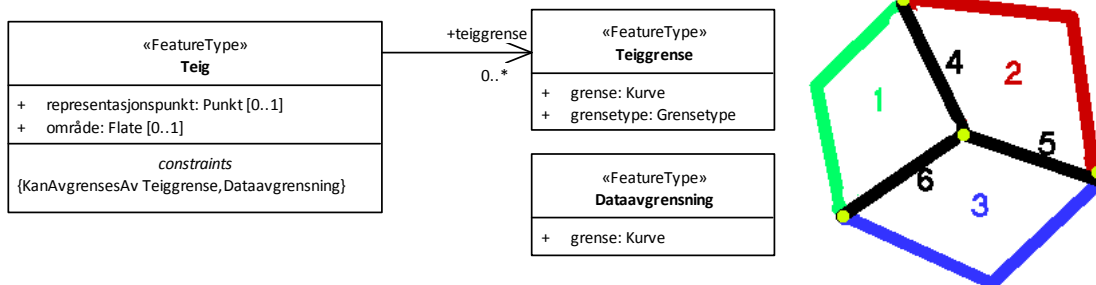 «FeatureType»
Teig
+ representasjonspunkt: Punkt [0..1]
+ område: Flate [0..1]
constraints
{KanAvgrensesAv Teiggrense,Dataavgrensning}
+teiggrense
0..*
«FeatureType»
Teiggrense
+ grense: Kurve
+ grensetype: Grensetype
«FeatureType»
Dataavgrensning
+ grense: Kurve
4
2
1
5
6
3